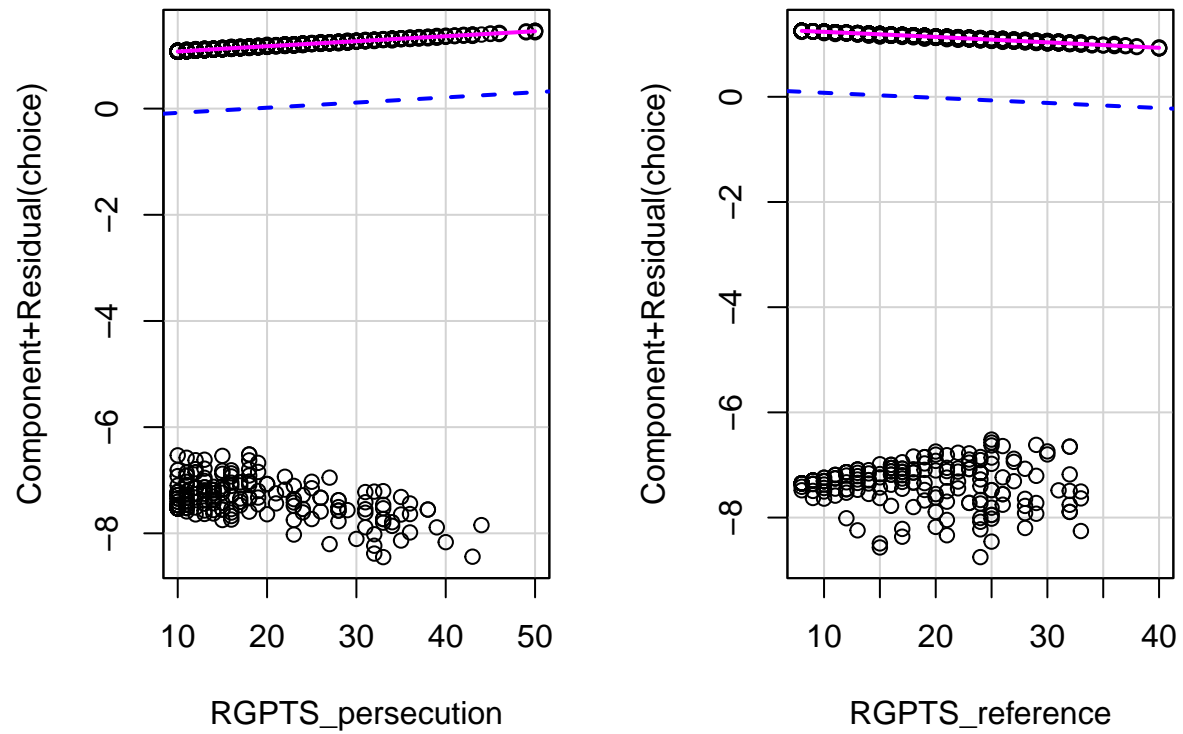 Component+Residual(choice)
0
−2
−4
−6
−8
10 20 30 40 50
RGPTS_persecution
Component+Residual(choice)
0
−2
−4
−6
−8
10 20 30 40
RGPTS_reference